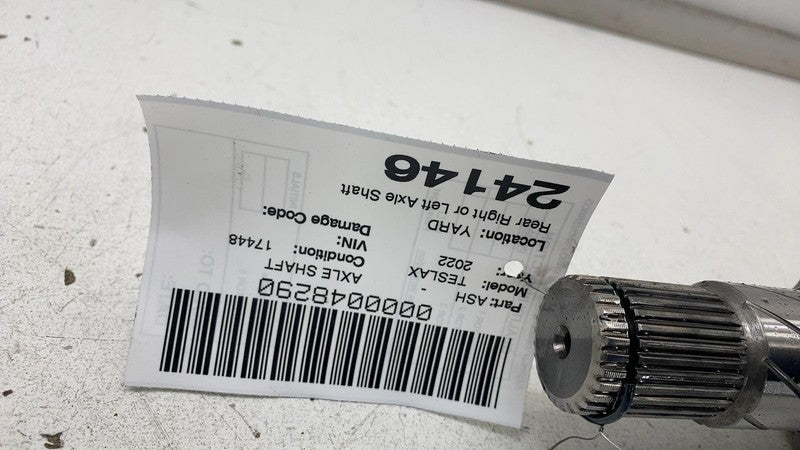 0000048290
Part: ASH - AXLE SHAFT
Model: TESLAX Condition: 17448
Year: 2022 VIN:
Location: YARD Damage Code:
Rear Right or Left Axle Shaft
24146